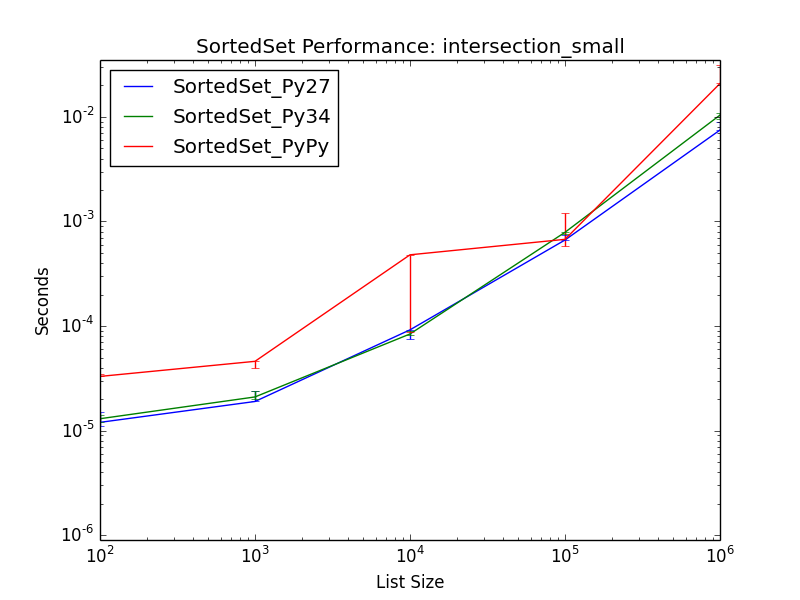 SortedSet Performance: intersection_small
SortedSet_Py27
SortedSet_Py34
SortedSet_PyPy
Seconds
10^-2
10^-3
10^-4
10^-5
10^-6
10^2 10^3 10^4 10^5 10^6
List Size